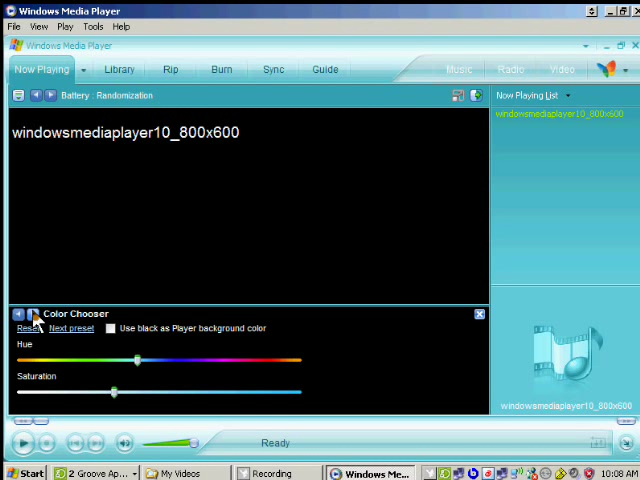 Windows Media Player
File View Play Tools Help
Windows Media Player
Now Playing Library Rip Burn Sync Guide Music Radio Video
Battery : Randomization
Now Playing List
windowsmediaplayer10_800x600
windowsmediaplayer10_800x600
Color Chooser
Reset Next preset Use black as Player background color
Hue
Saturation
windowsmediaplayer10_800x600
Ready
Start 2 Groove Ap... My Videos Recording Windows Me... 10:08 AM